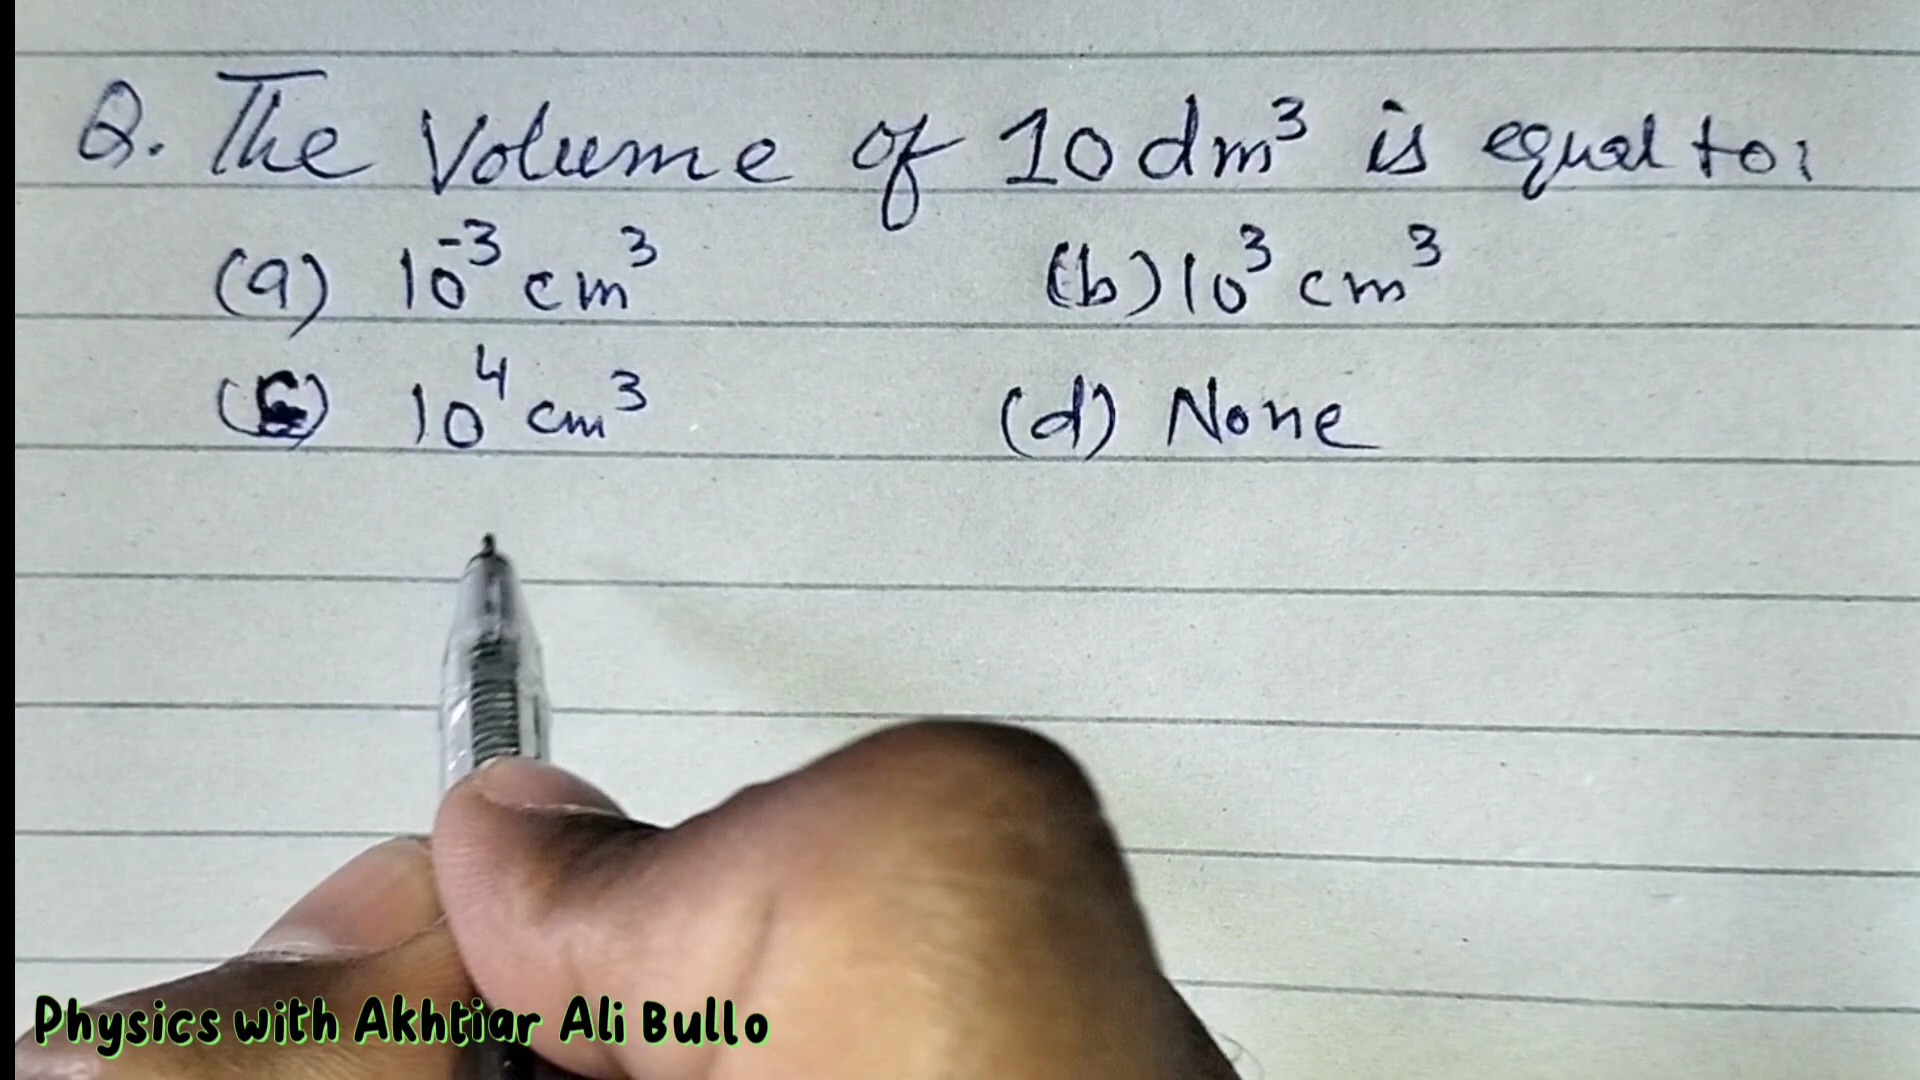 Q. The Volume of 10 dm³ is equal to:
(a) 10⁻³ cm³ (b) 10³ cm³
(c) 10⁴ cm³ (d) None
Physics with Akhtiar Ali Bullo